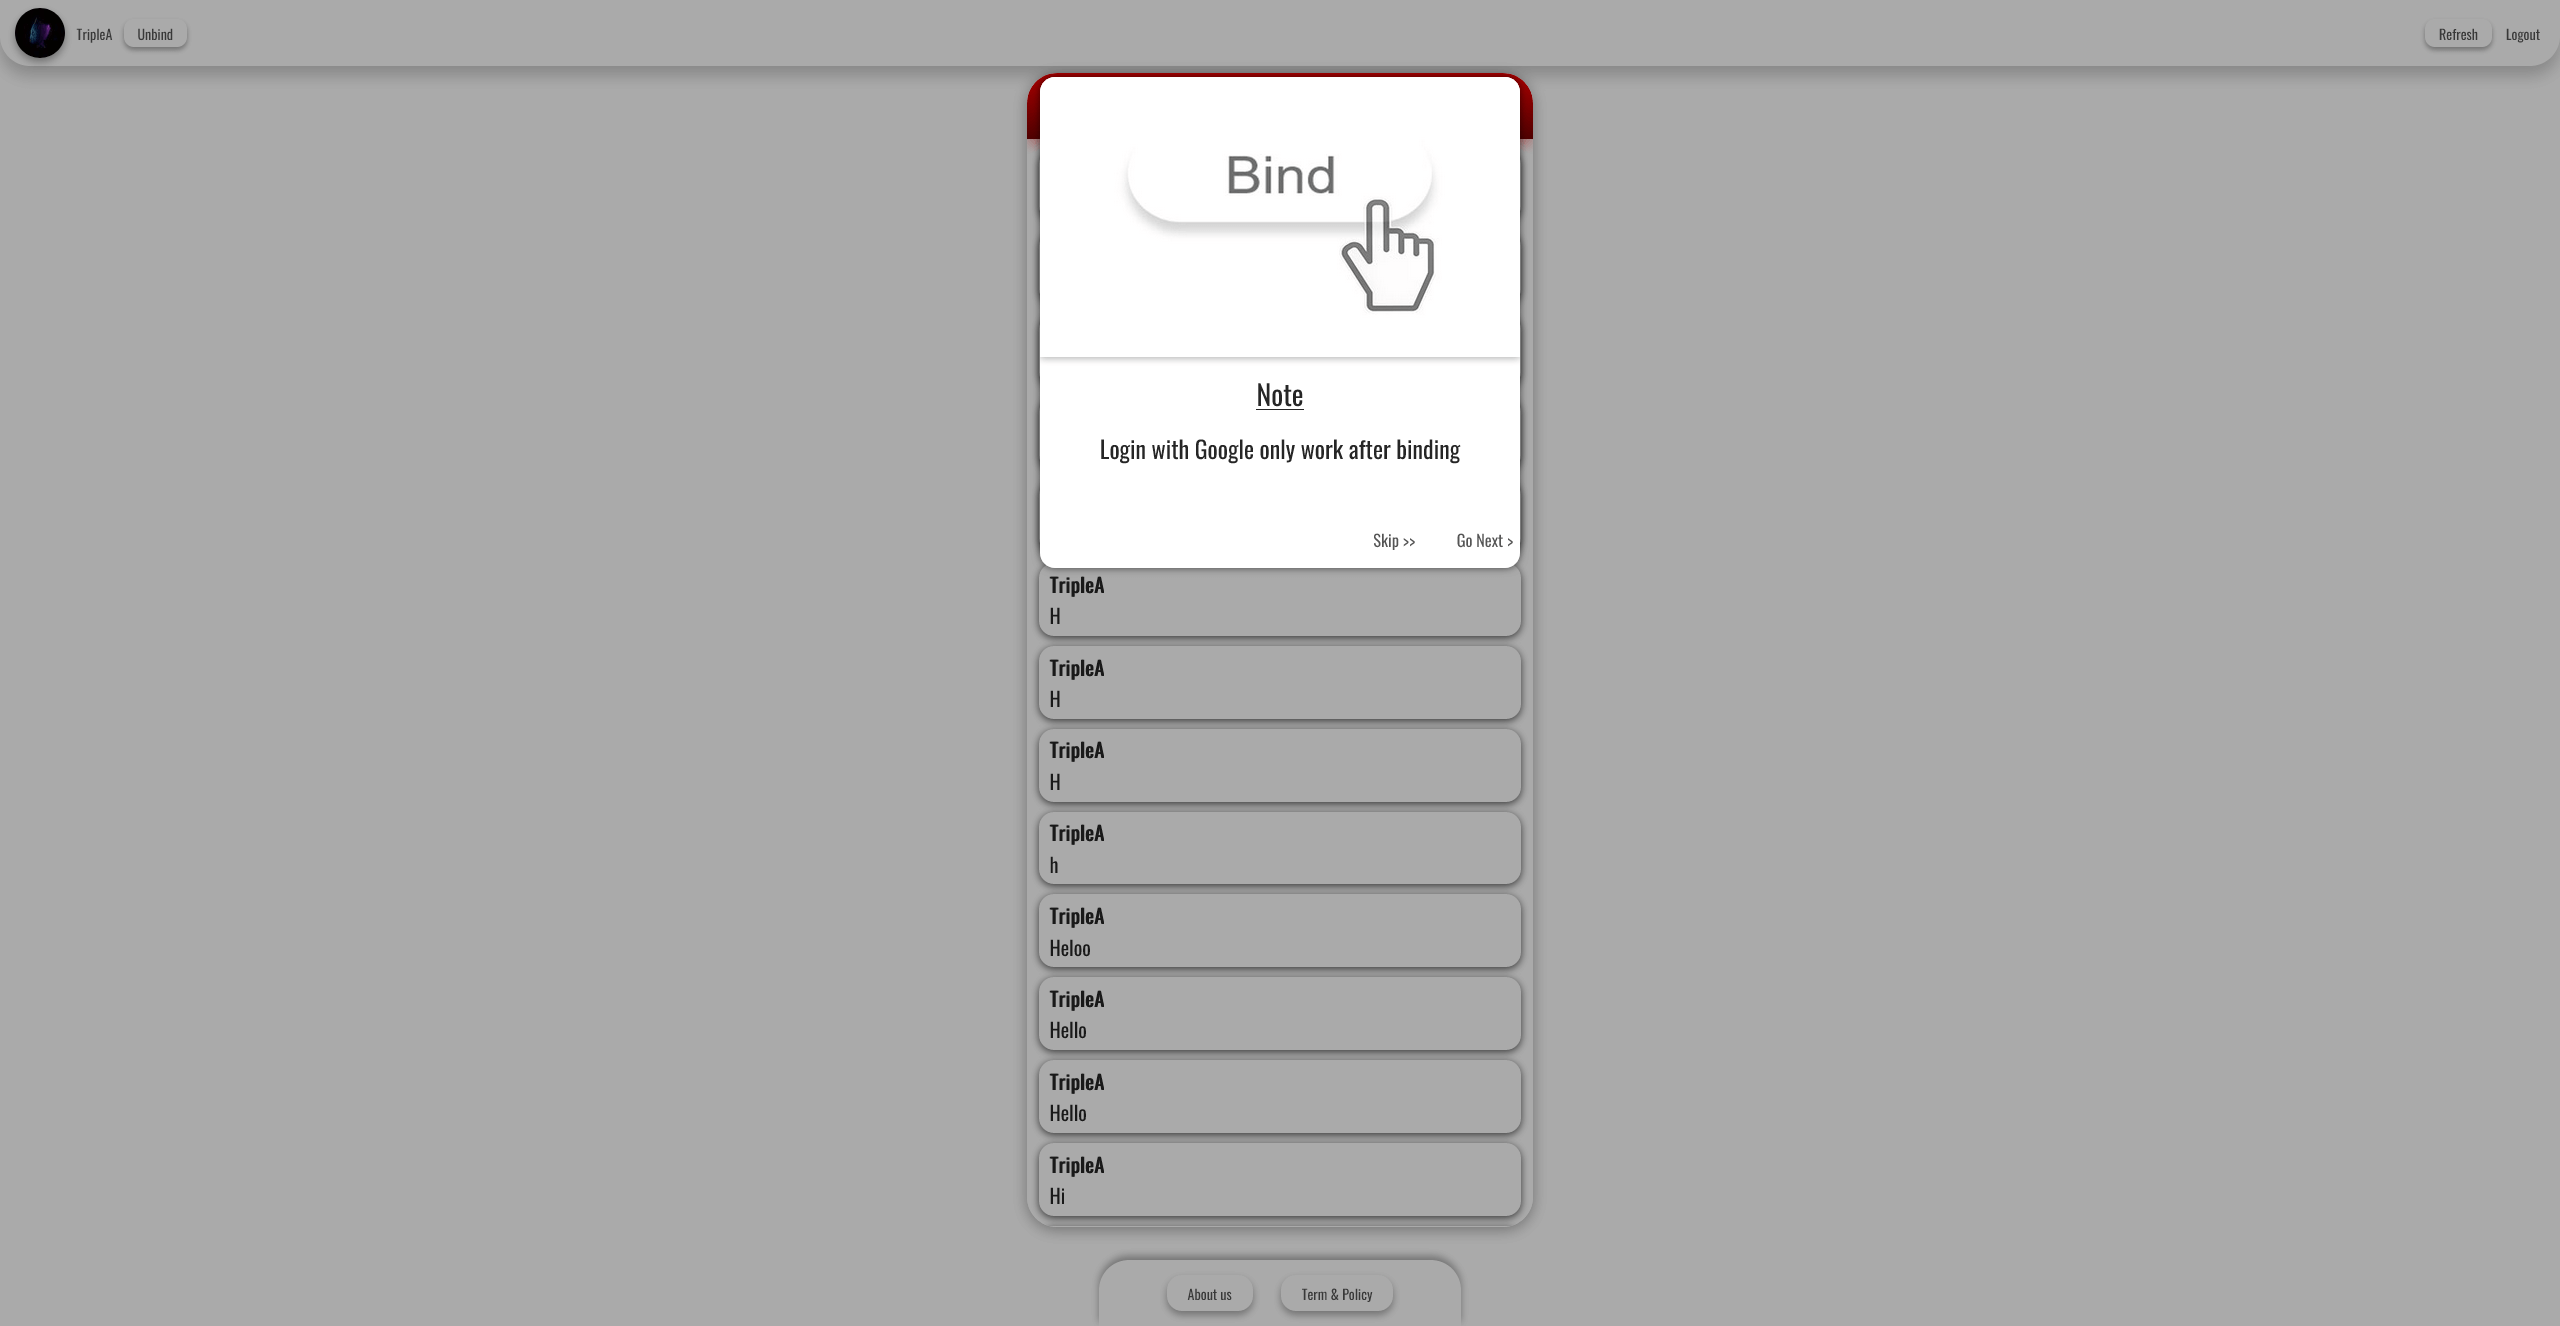 TripleA Unbind Refresh Logout
Bind
Note
Login with Google only work after binding
Skip >> Go Next >
TripleA
H
TripleA
H
TripleA
H
TripleA
h
TripleA
Heloo
TripleA
Hello
TripleA
Hello
TripleA
Hi
About us Term & Policy